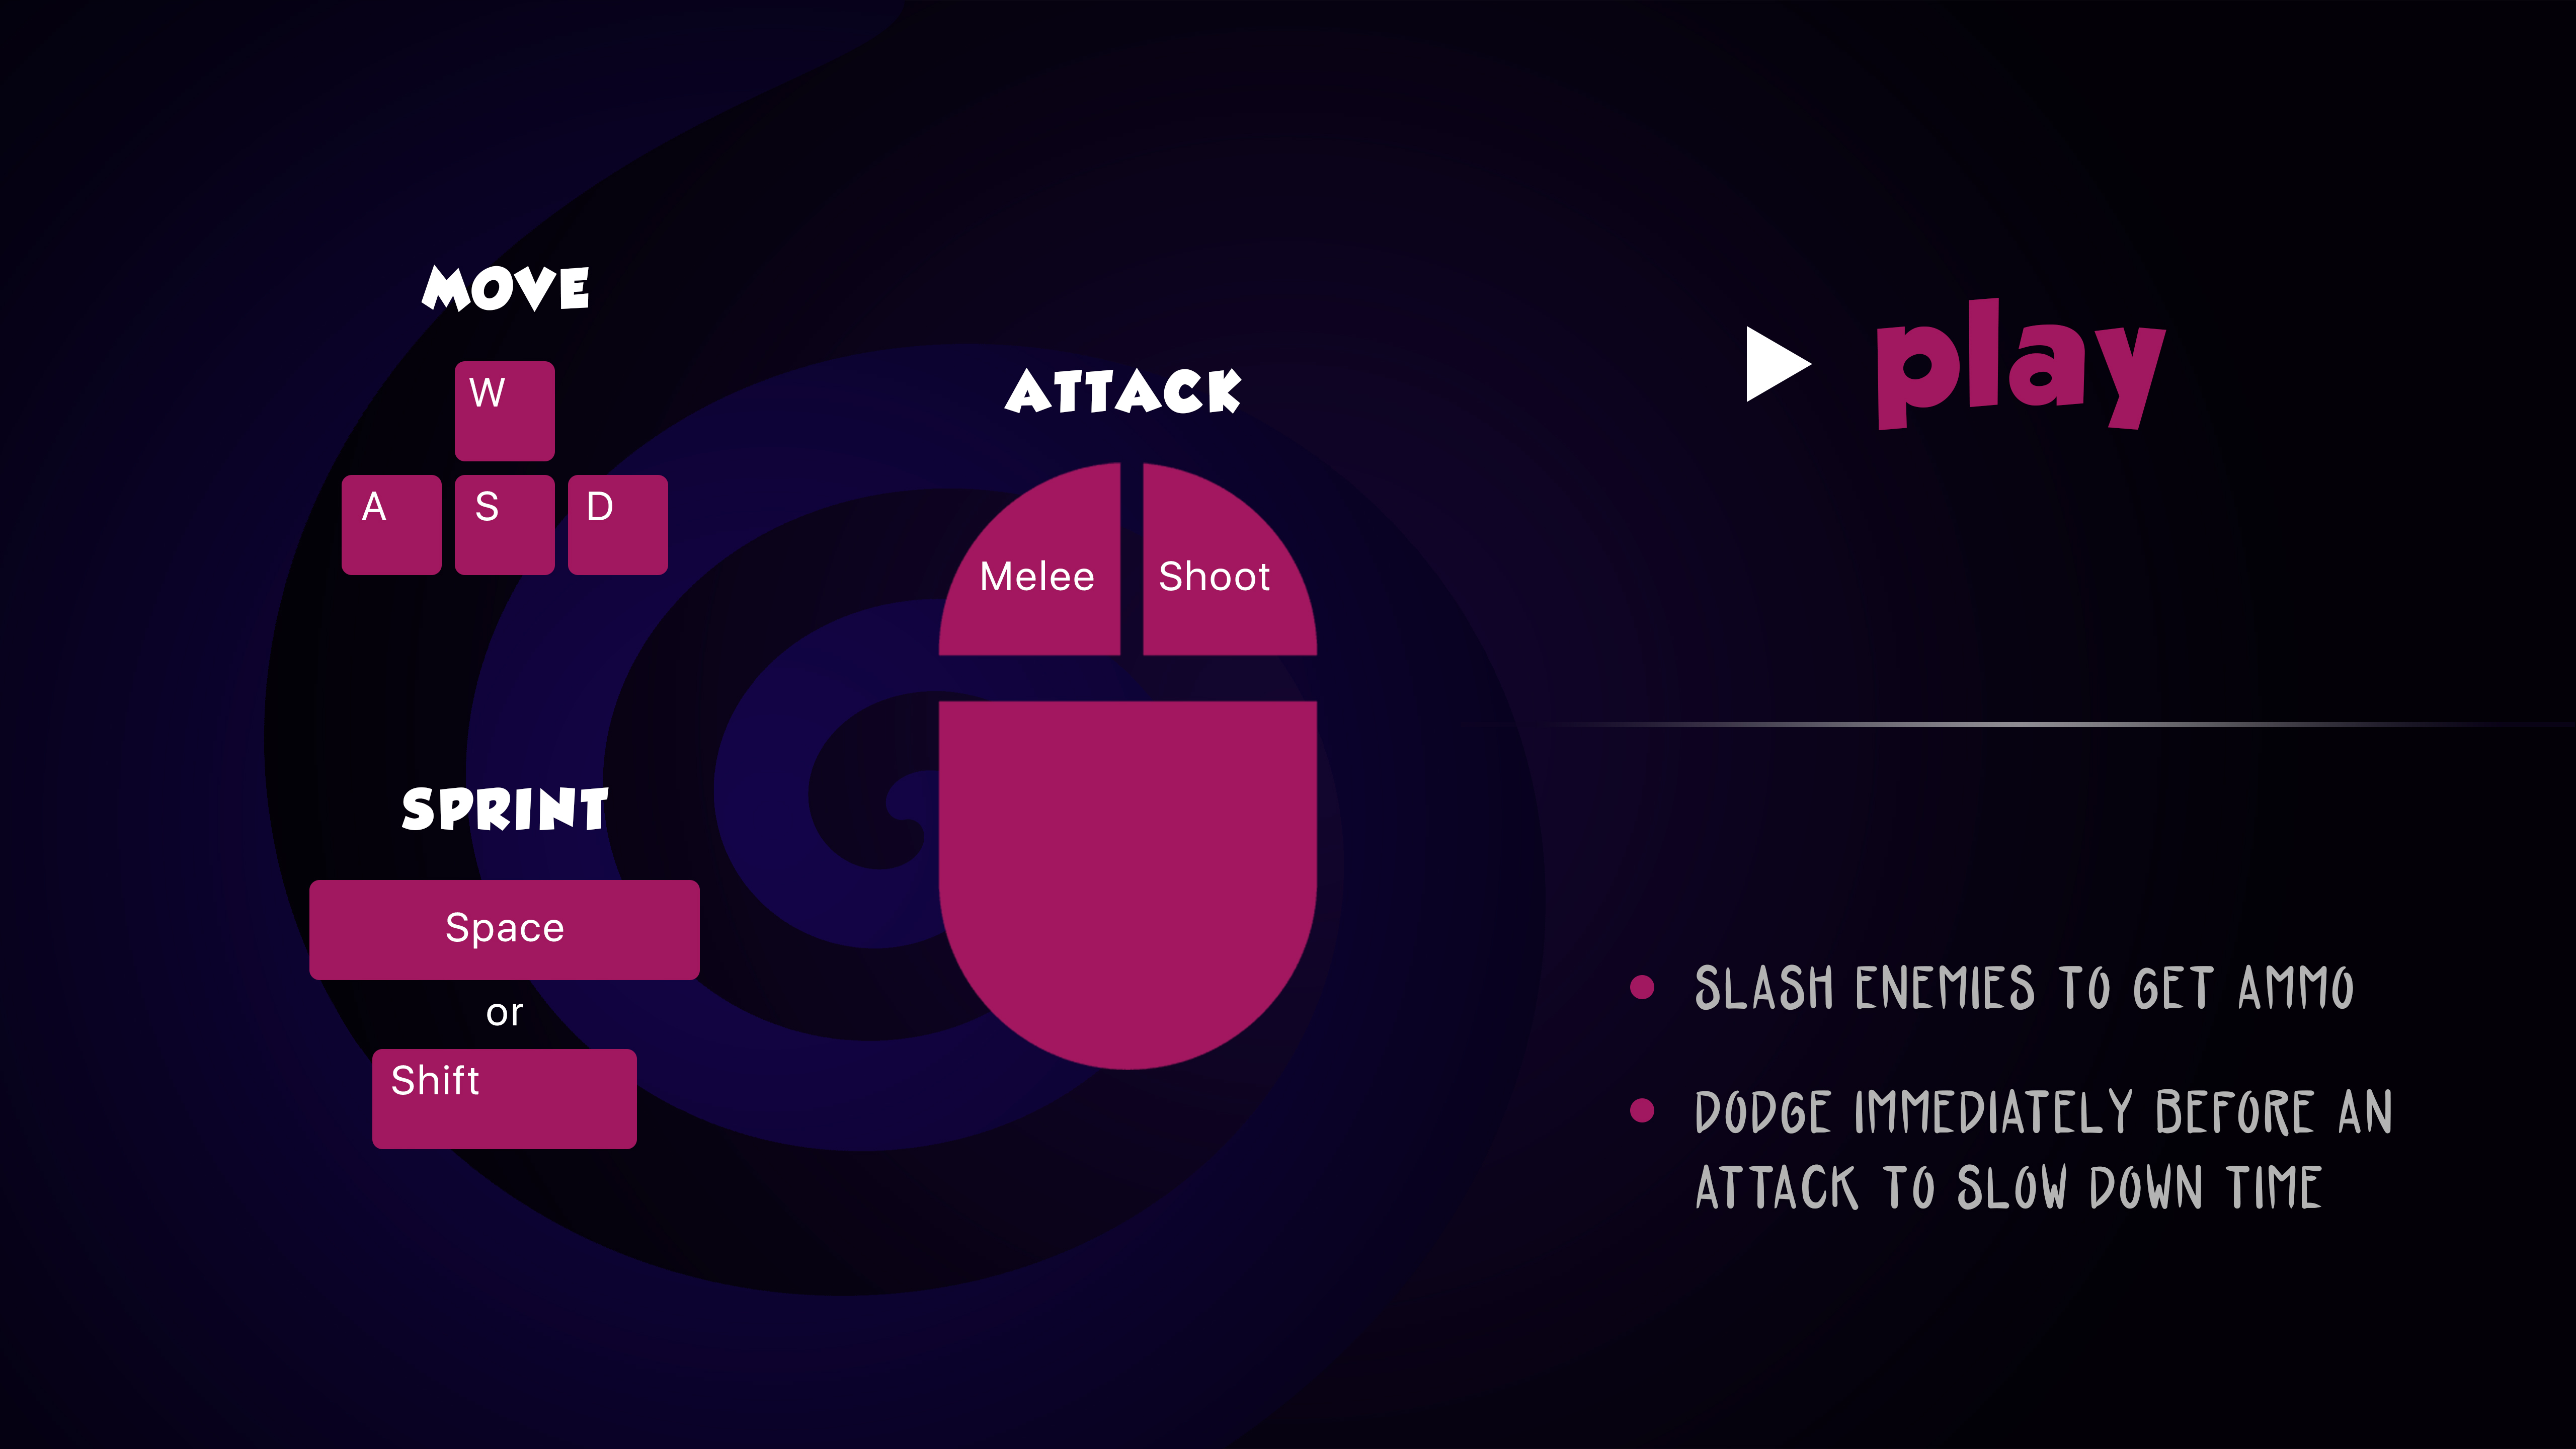 MOVE
W
A S D
SPRINT
Space
or
Shift
ATTACK
Melee Shoot
play
SLASH ENEMIES TO GET AMMO
DODGE IMMEDIATELY BEFORE AN
ATTACK TO SLOW DOWN TIME